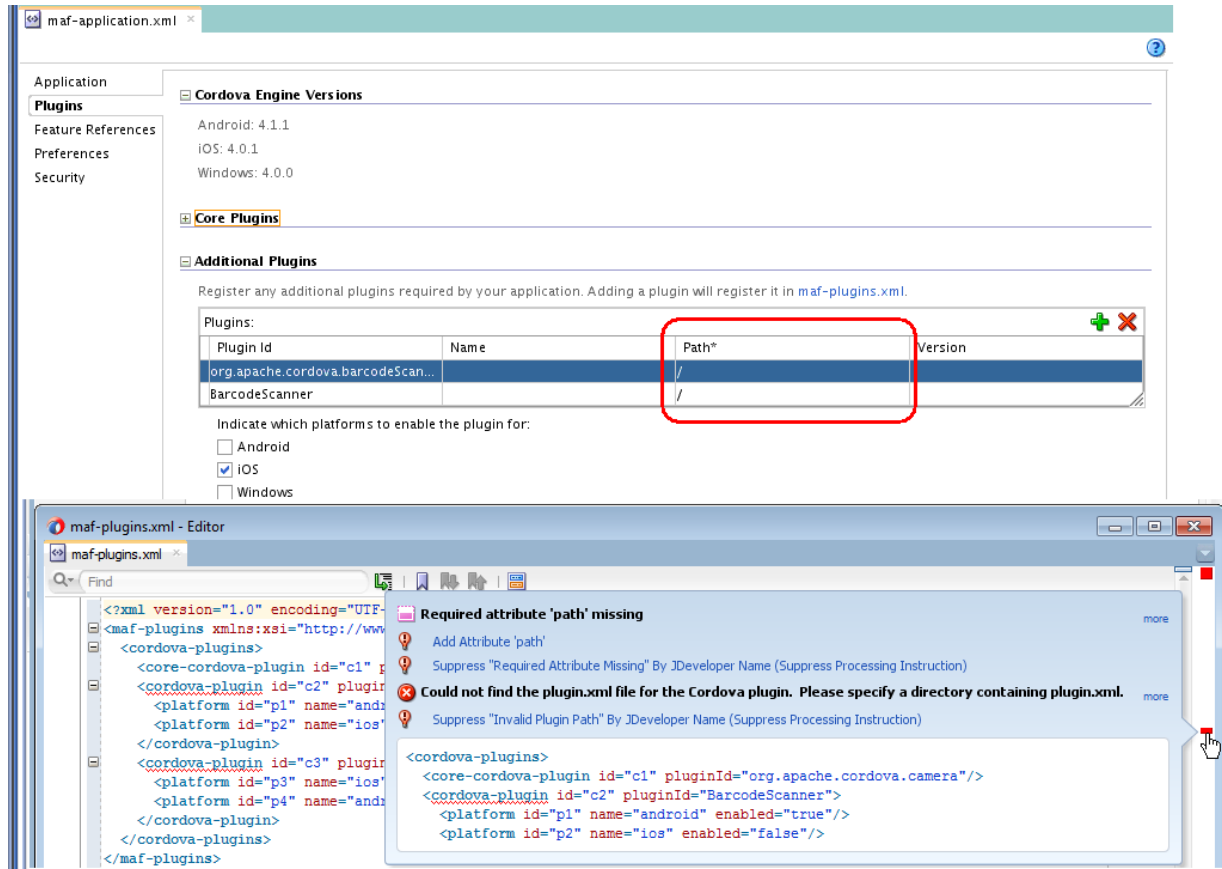 maf-application.xml
Application
Plugins
Feature References
Preferences
Security
Cordova Engine Versions
Android: 4.1.1
iOS: 4.0.1
Windows: 4.0.0
Core Plugins
Additional Plugins
Register any additional plugins required by your application. Adding a plugin will register it in maf-plugins.xml.
Plugins:
Plugin Id Name Path* Version
org.apache.cordova.barcodeScan... /
BarcodeScanner /
Indicate which platforms to enable the plugin for:
Android
iOS
Windows
maf-plugins.xml - Editor
maf-plugins.xml
Find
<?xml version="1.0" encoding="UTF-
<maf-plugins xmlns:xsi="http://www
<cordova-plugins>
<core-cordova-plugin id="c1" p
<cordova-plugin id="c2" plugin
<platform id="p1" name="andr
<platform id="p2" name="ios"
</cordova-plugin>
<cordova-plugin id="c3" plugin
<platform id="p3" name="ios"
<platform id="p4" name="andr
</cordova-plugin>
</cordova-plugins>
</maf-plugins>
Required attribute 'path' missing more
Add Attribute 'path'
Suppress "Required Attribute Missing" By JDeveloper Name (Suppress Processing Instruction)
Could not find the plugin.xml file for the Cordova plugin. Please specify a directory containing plugin.xml. more
Suppress "Invalid Plugin Path" By JDeveloper Name (Suppress Processing Instruction)
<cordova-plugins>
<core-cordova-plugin id="c1" pluginId="org.apache.cordova.camera"/>
<cordova-plugin id="c2" pluginId="BarcodeScanner">
<platform id="p1" name="android" enabled="true"/>
<platform id="p2" name="ios" enabled="false"/>